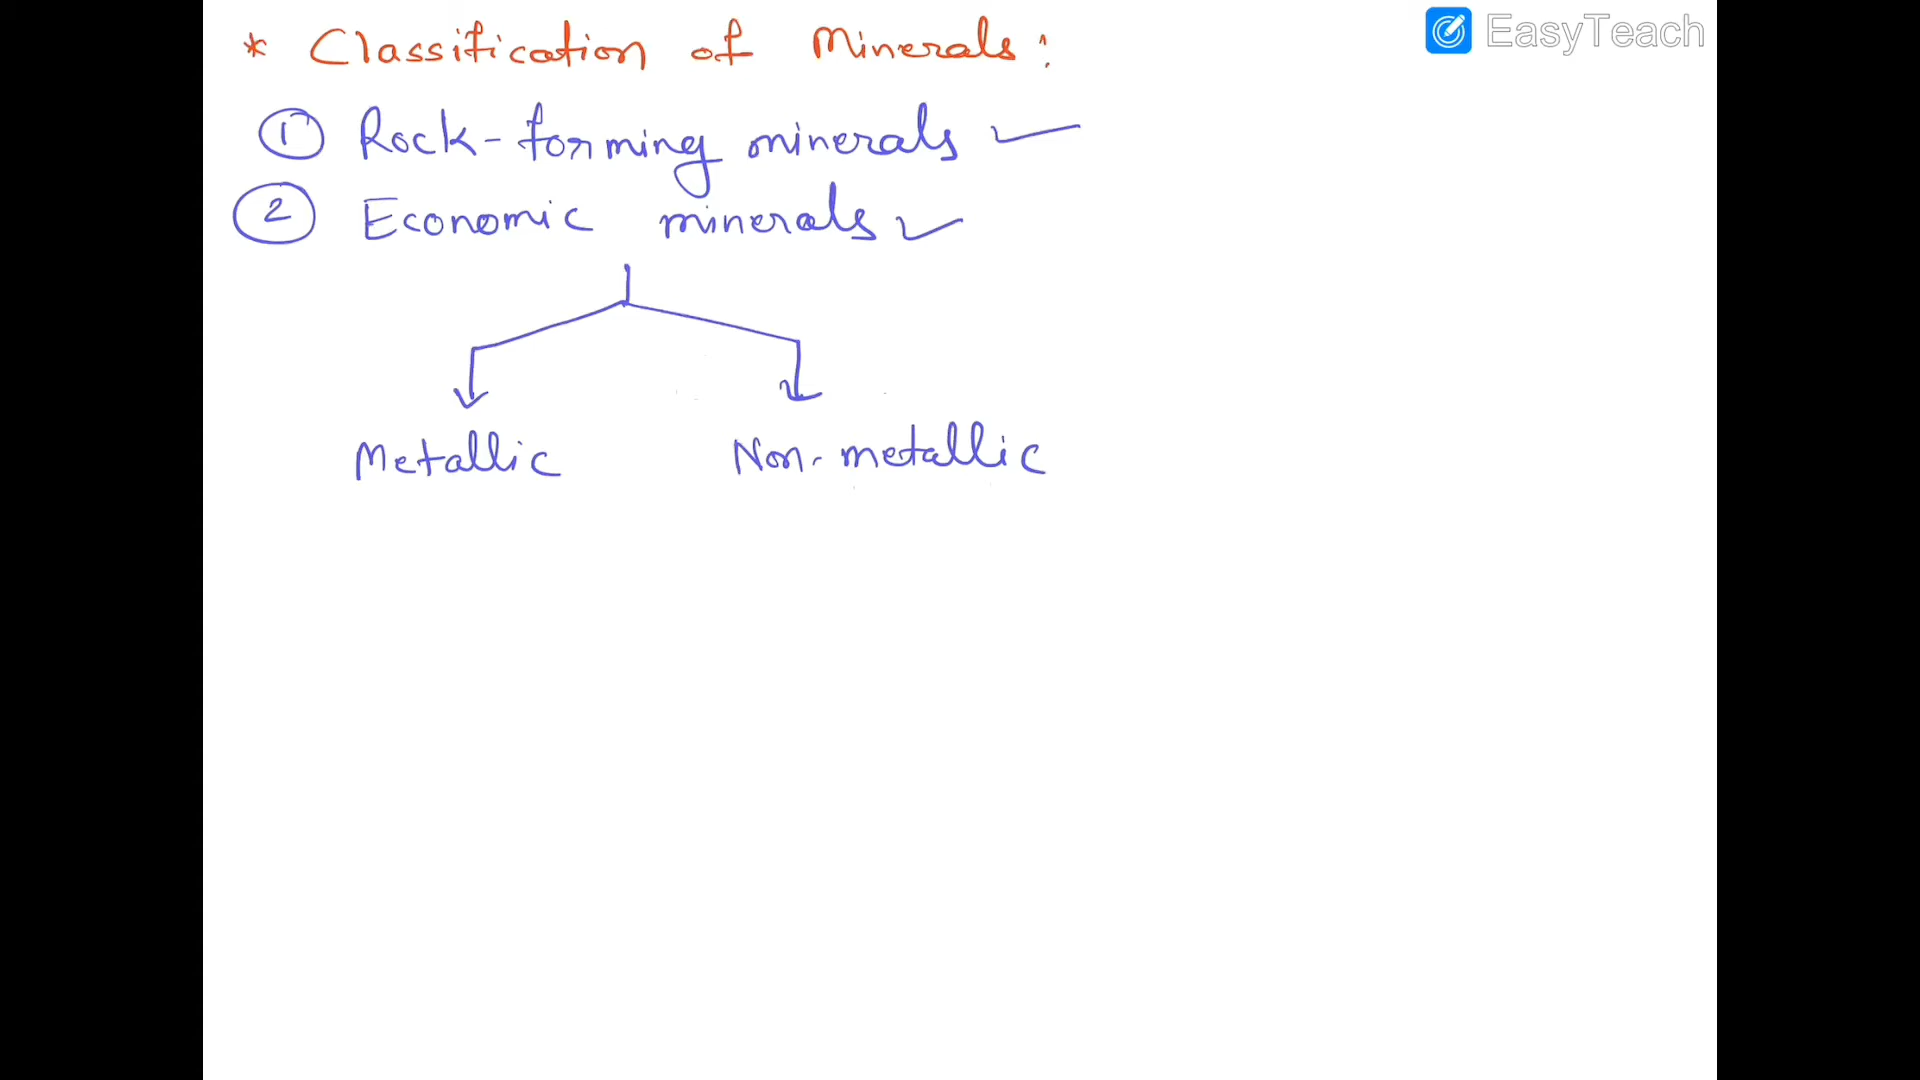 * Classification of Minerals:
EasyTeach
1 Rock-forming minerals
2 Economic minerals
Metallic Non-metallic